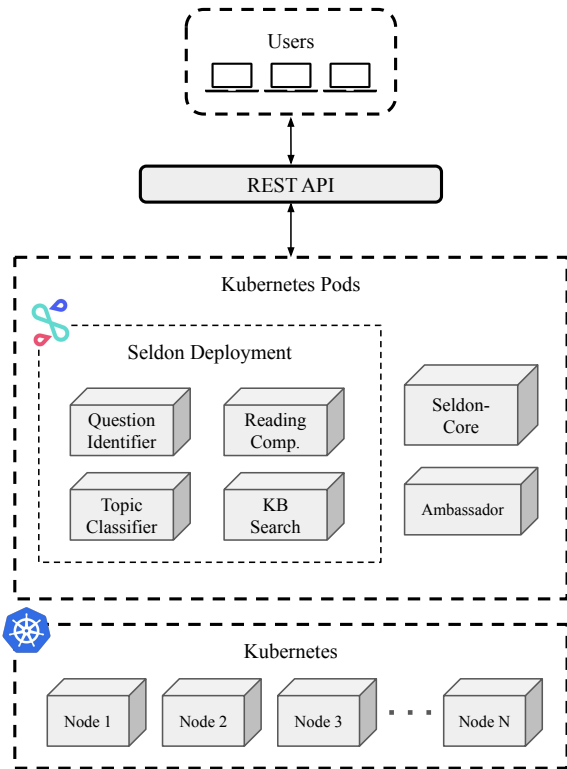 Users
REST API
Kubernetes Pods
Seldon Deployment
Question
Identifier
Reading
Comp.
Topic
Classifier
KB
Search
Seldon-
Core
Ambassador
Kubernetes
Node 1
Node 2
Node 3
. . .
Node N